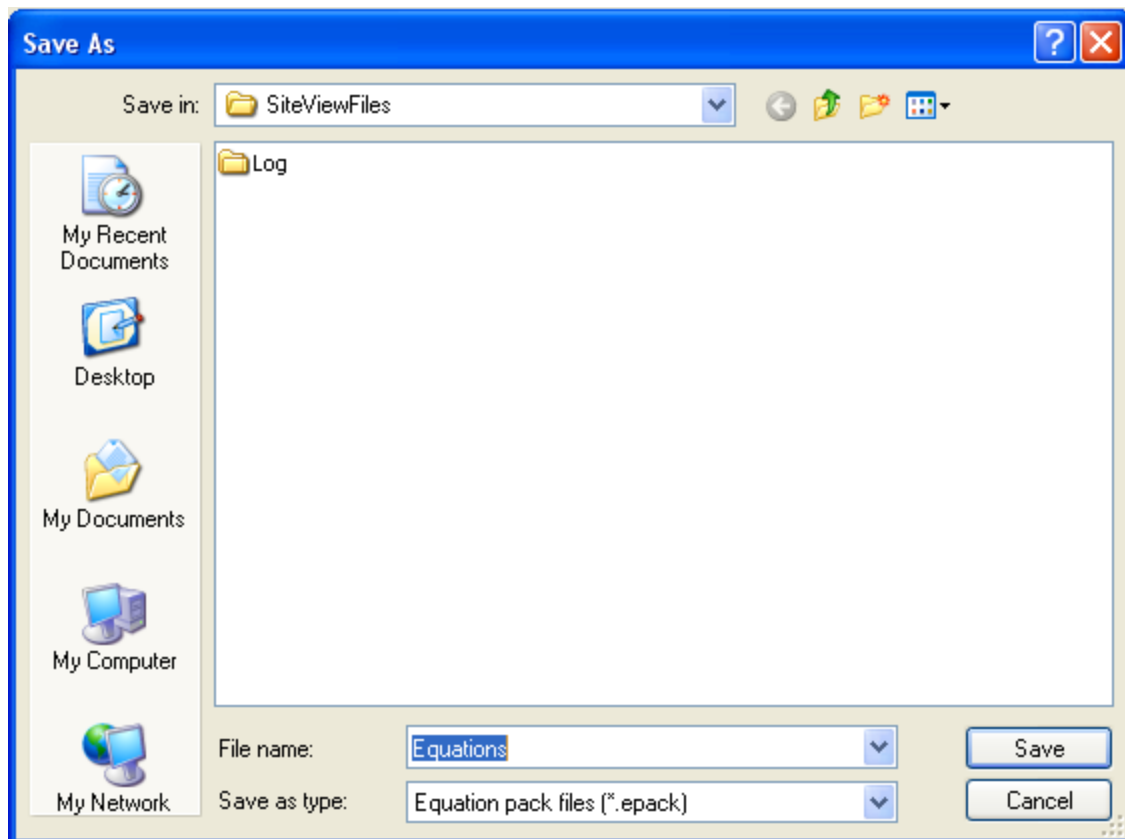 Save As
Save in:
SiteViewFiles
Log
My Recent
Documents
Desktop
My Documents
My Computer
My Network
File name:
Equations
Save
Save as type:
Equation pack files (*.epack)
Cancel